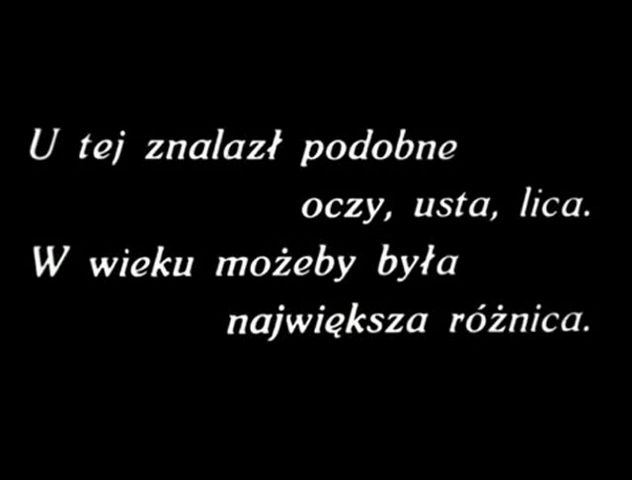 U tej znalazł podobne
oczy, usta, lica.
W wieku możeby była
największa różnica.